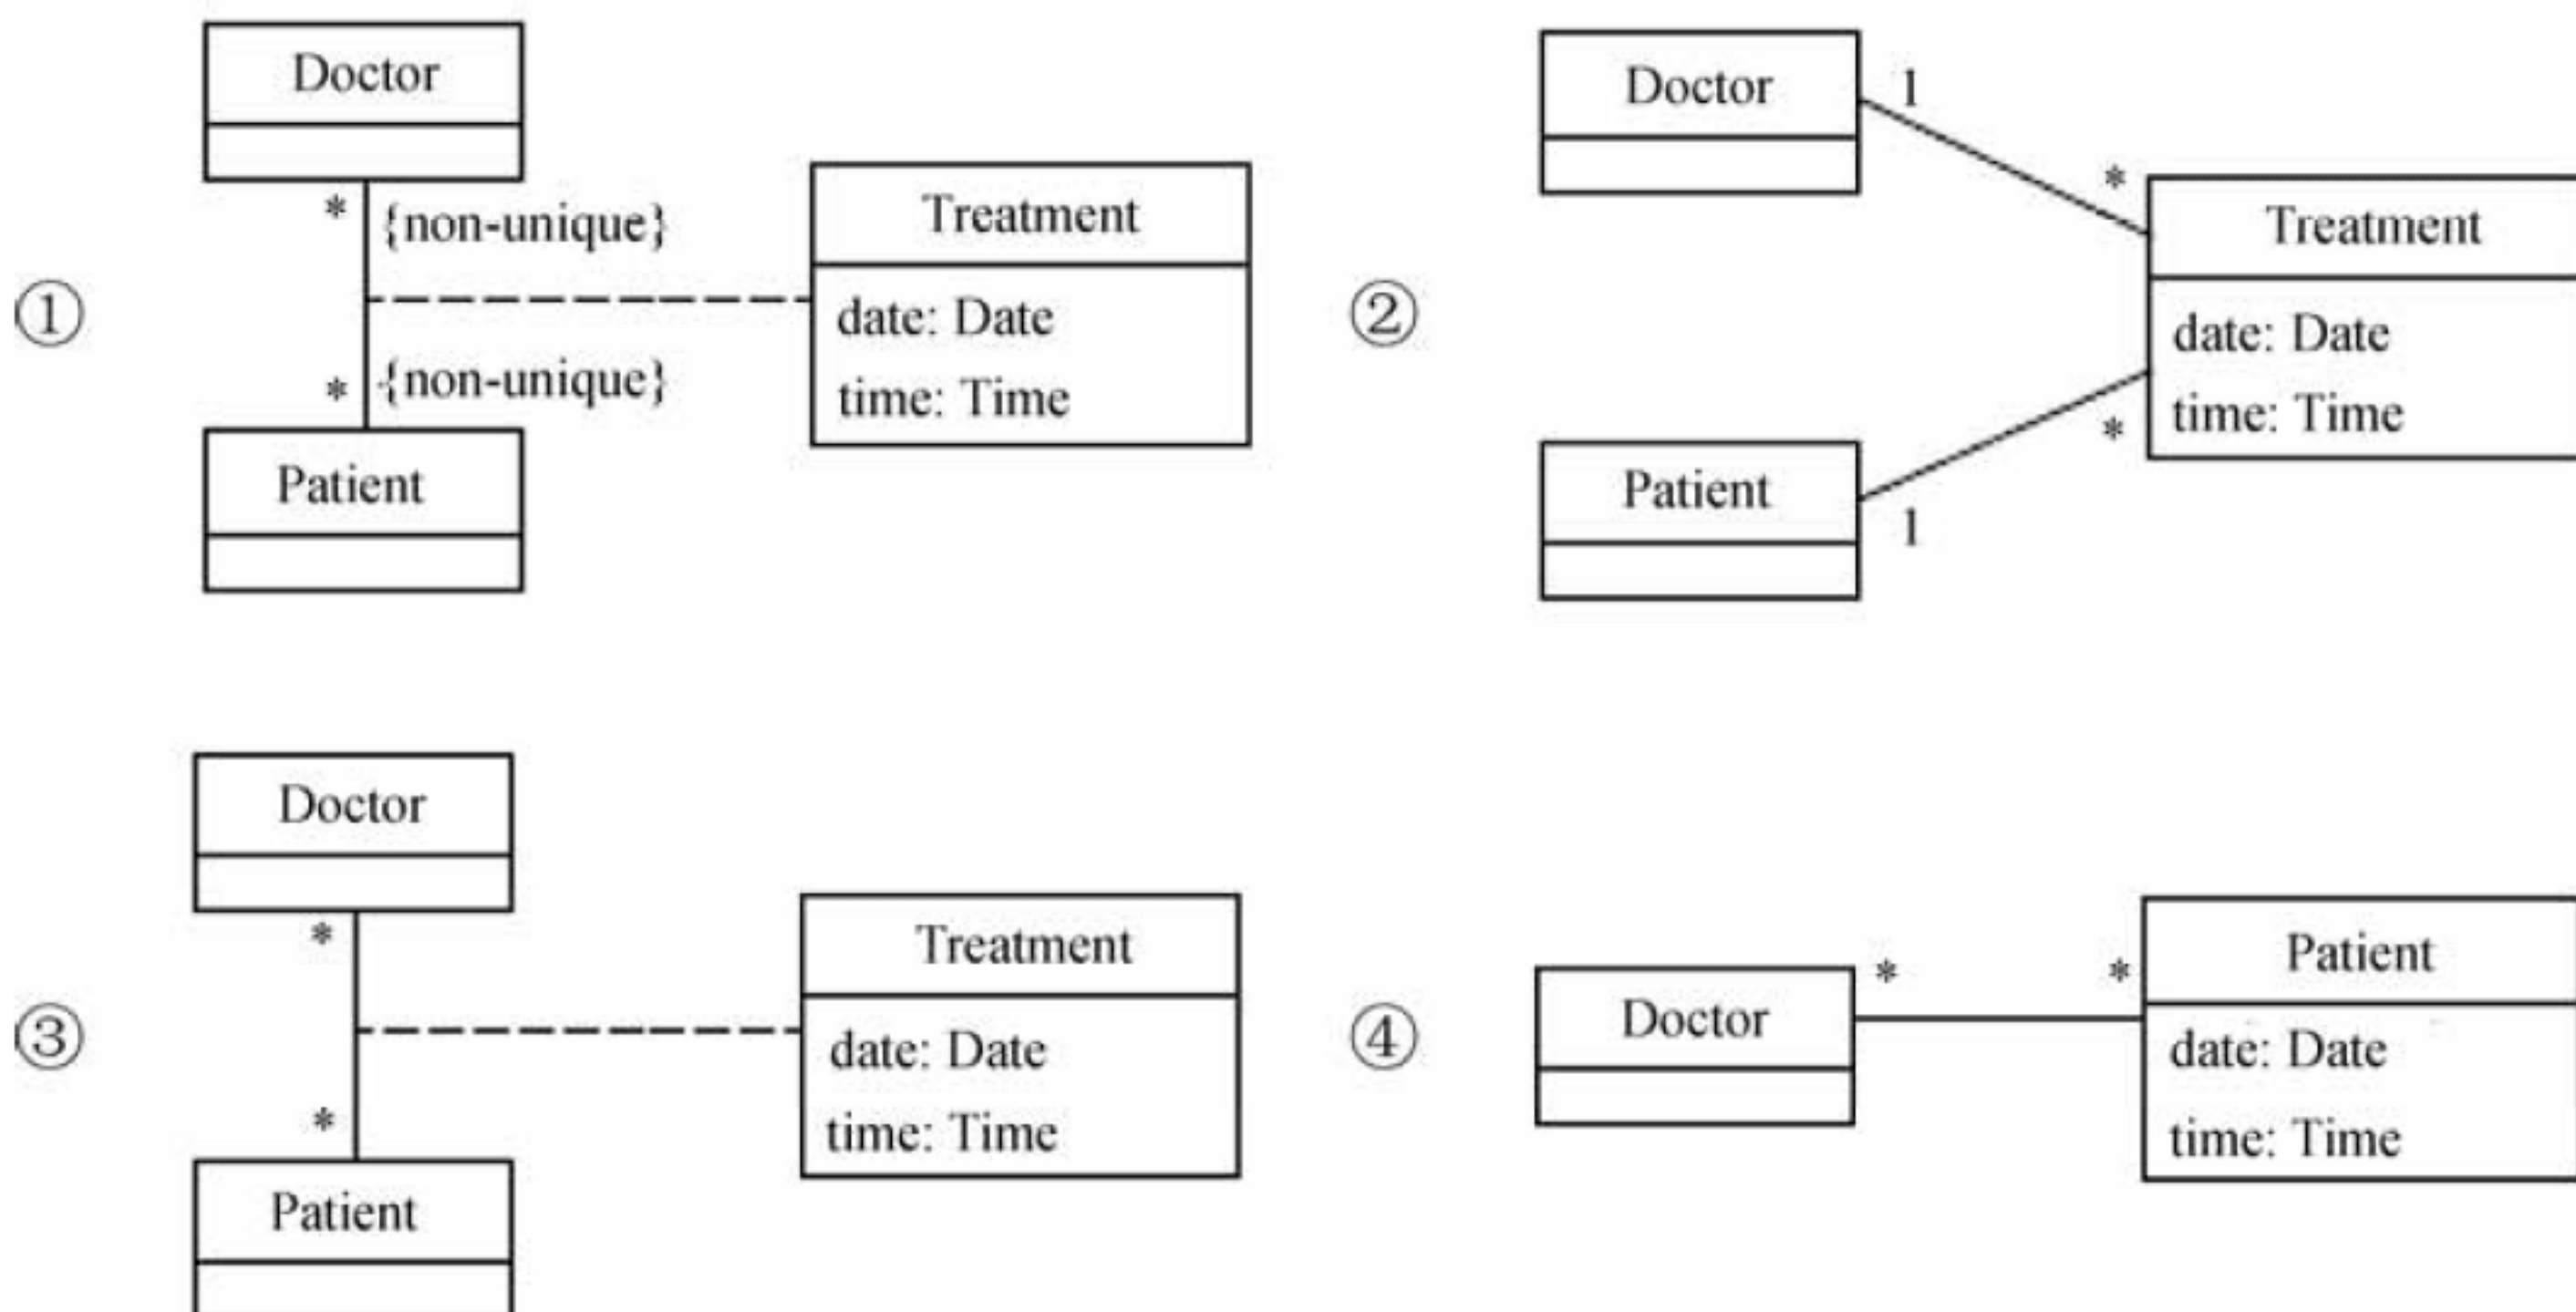 ①
Doctor
*
{non-unique}
*
{non-unique}
Patient
Treatment
date: Date
time: Time
②
Doctor
1
*
Patient
1
*
Treatment
date: Date
time: Time
③
Doctor
*
*
Patient
Treatment
date: Date
time: Time
④
Doctor
*
*
Patient
date: Date
time: Time